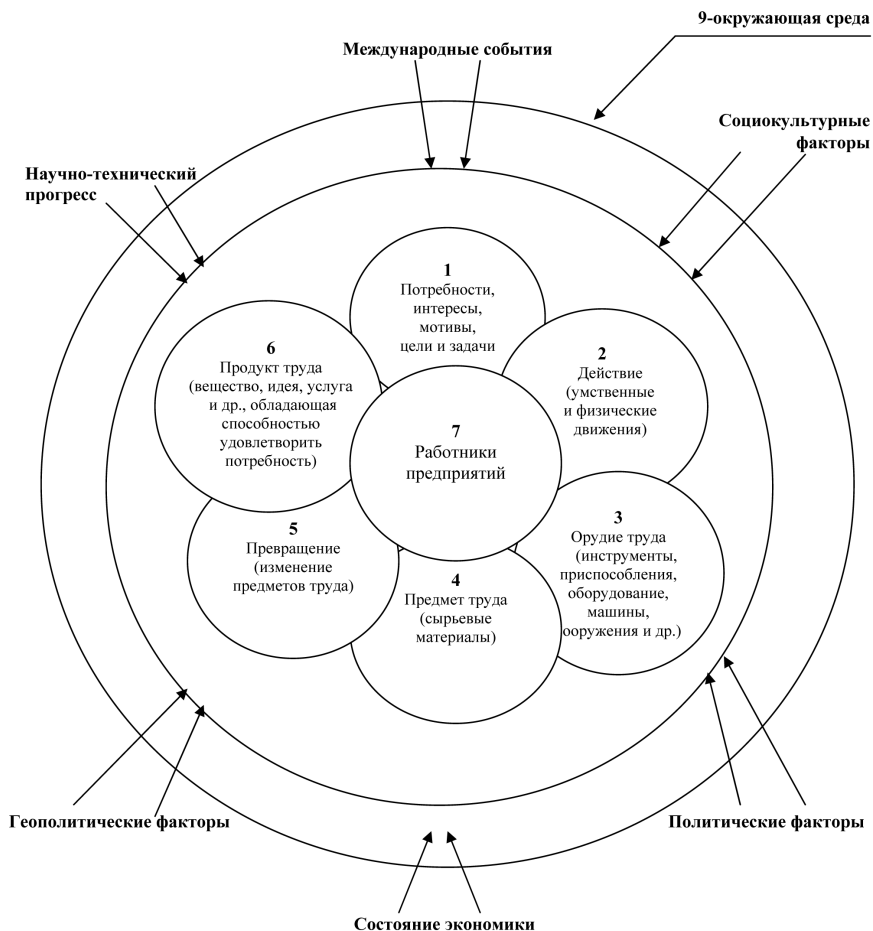 9-окружающая среда
Международные события
Социокультурные
факторы
Научно-технический
прогресс
1
Потребности,
интересы,
мотивы,
цели и задачи
2
Действие
(умственные
и физические
движения)
6
Продукт труда
(вещество, идея, услуга
и др., обладающая
способностью
удовлетворить
потребность)
7
Работники
предприятий
3
Орудие труда
(инструменты,
приспособления,
оборудование,
машины,
ооружения и др.)
5
Превращение
(изменение
предметов труда)
4
Предмет труда
(сырьевые
материалы)
Геополитические факторы
Политические факторы
Состояние экономики